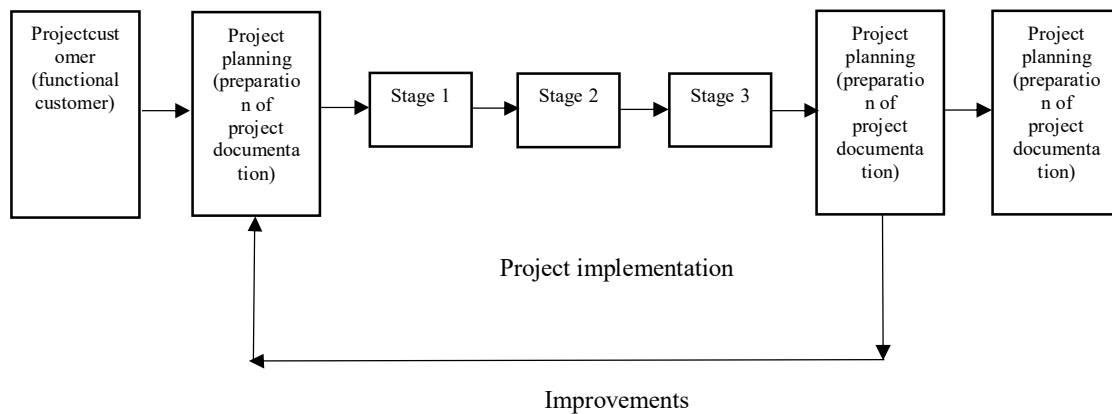 Projectcust
omer
(functional
customer)
Project
planning
(preparatio
n of
project
documenta
tion)
Stage 1
Stage 2
Stage 3
Project
planning
(preparatio
n of
project
documenta
tion)
Project
planning
(preparatio
n of
project
documenta
tion)
Project implementation
Improvements